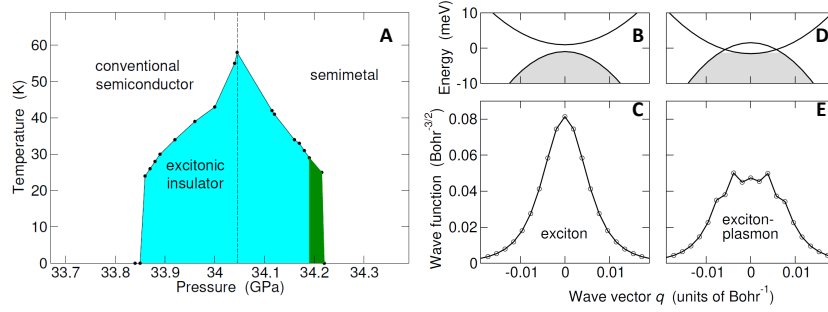 A
conventional
semiconductor
semimetal
excitonic
insulator
Temperature (K)
60
50
40
30
20
10
0
33.7
33.8
33.9
34
34.1
34.2
34.3
Pressure (GPa)
B
Energy (meV)
10
0
-10
D
C
Wave function (Bohr^-3/2)
0.08
0.06
0.04
0.02
0
exciton
E
exciton-
plasmon
-0.01
0
0.01
-0.01
0
0.01
Wave vector q (units of Bohr^-1)